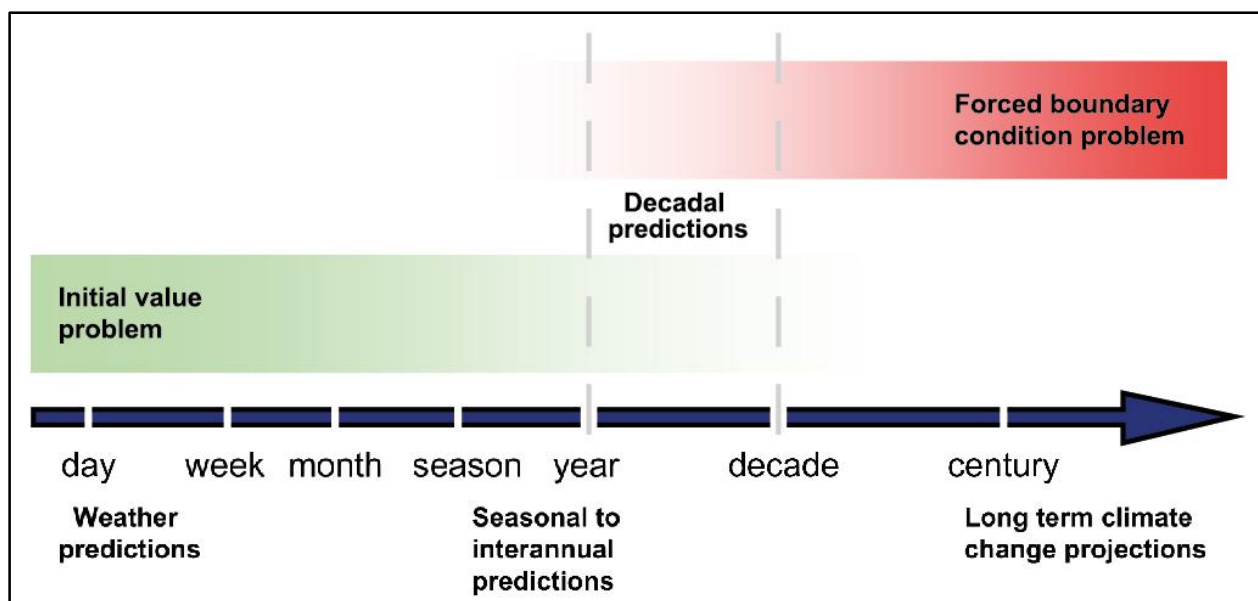 Forced boundary
condition problem
Decadal
predictions
Initial value
problem
day week month season year decade century
Weather
predictions
Seasonal to
interannual
predictions
Long term climate
change projections